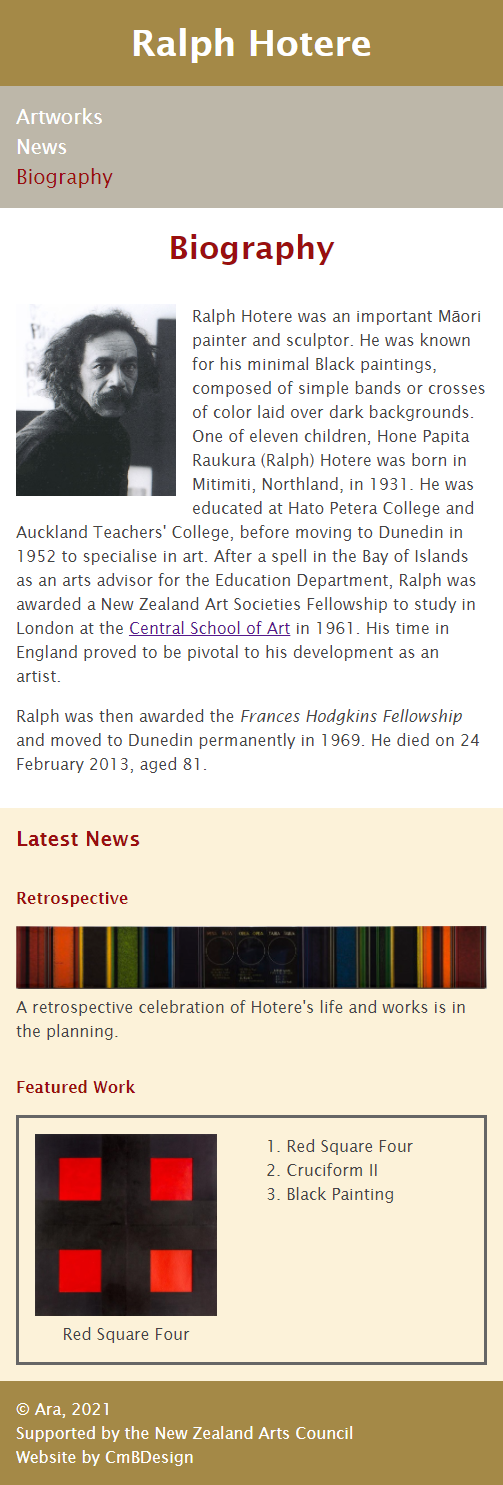 Ralph Hotere
Artworks
News
Biography
Biography
Ralph Hotere was an important Māori
painter and sculptor. He was known
for his minimal Black paintings,
composed of simple bands or crosses
of color laid over dark backgrounds.
One of eleven children, Hone Papita
Raukura (Ralph) Hotere was born in
Mitimiti, Northland, in 1931. He was
educated at Hato Petera College and
Auckland Teachers' College, before moving to Dunedin in
1952 to specialise in art. After a spell in the Bay of Islands
as an arts advisor for the Education Department, Ralph was
awarded a New Zealand Art Societies Fellowship to study in
London at the Central School of Art in 1961. His time in
England proved to be pivotal to his development as an
artist.
Ralph was then awarded the Frances Hodgkins Fellowship
and moved to Dunedin permanently in 1969. He died on 24
February 2013, aged 81.
Latest News
Retrospective
A retrospective celebration of Hotere's life and works is in
the planning.
Featured Work
Red Square Four
1. Red Square Four
2. Cruciform II
3. Black Painting
© Ara, 2021
Supported by the New Zealand Arts Council
Website by CmBDesign